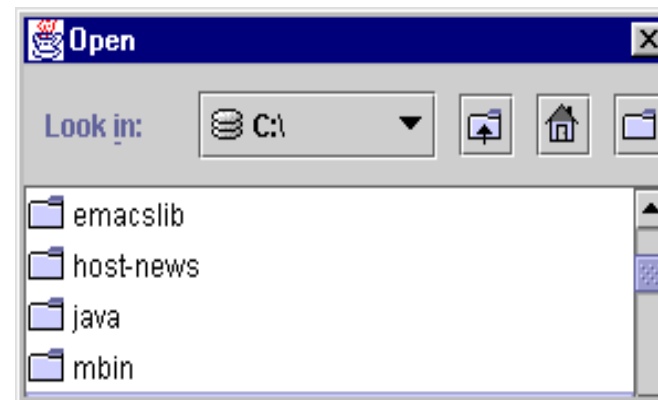 Open
Look in: C:\
emacslib
host-news
java
mbin